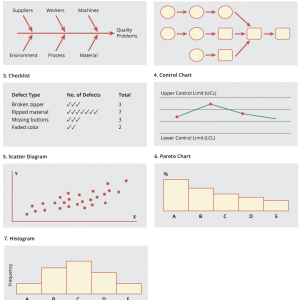 Suppliers Workers Machines
Quality
Problems
Environment Process Material
3. Checklist
Defect Type No. of Defects Total
Broken zipper ✓✓✓ 3
Ripped material ✓✓✓✓✓✓✓ 7
Missing buttons ✓✓✓ 3
Faded color ✓✓ 2
4. Control Chart
Upper Control Limit (UCL)
Lower Control Limit (LCL)
5. Scatter Diagram
Y
X
6. Pareto Chart
%
A B C D E
7. Histogram
Frequency